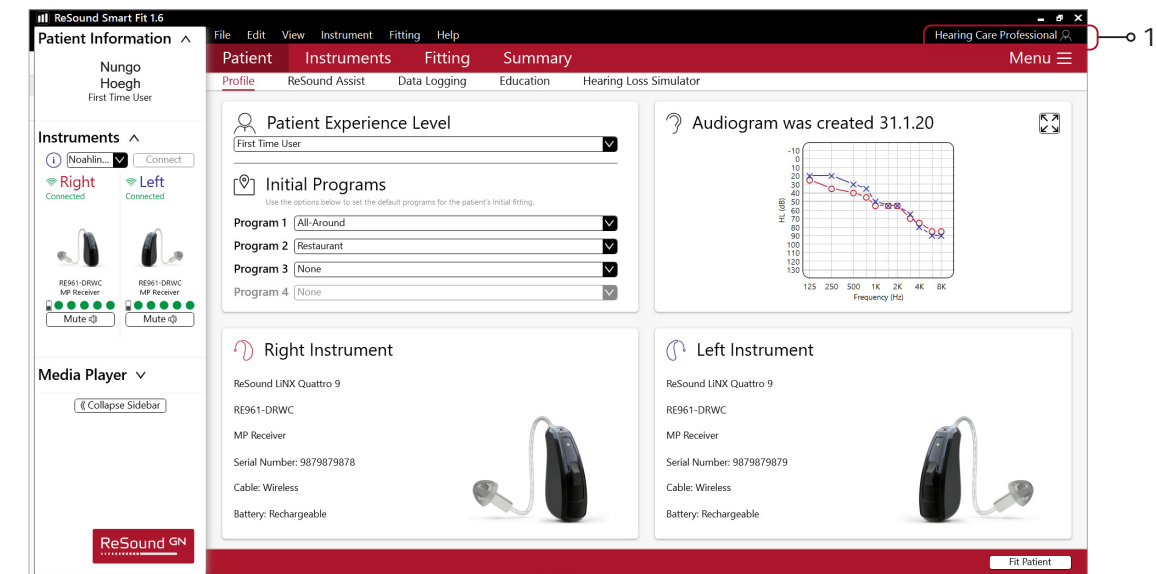 ReSound Smart Fit 1.6
Patient Information
Nungo
Hoegh
First Time User
Instruments
Noahlin... Connect
Right Left
Connected Connected
RE961-DRWC RE961-DRWC
MP Receiver MP Receiver
Mute Mute
Media Player
Collapse Sidebar
ReSound GN
File Edit View Instrument Fitting Help
Hearing Care Professional
1
Patient Instruments Fitting Summary
Menu
Profile ReSound Assist Data Logging Education Hearing Loss Simulator
Patient Experience Level
First Time User
Initial Programs
Use the options below to set the default programs for the patient's initial fitting.
Program 1 All-Around
Program 2 Restaurant
Program 3 None
Program 4 None
Audiogram was created 31.1.20
HL (dB)
-10
0
10
20
30
40
50
60
70
80
90
100
110
120
130
125 250 500 1K 2K 4K 8K
Frequency (Hz)
Right Instrument
ReSound LiNX Quattro 9
RE961-DRWC
MP Receiver
Serial Number: 9879879878
Cable: Wireless
Battery: Rechargeable
Left Instrument
ReSound LiNX Quattro 9
RE961-DRWC
MP Receiver
Serial Number: 9879879879
Cable: Wireless
Battery: Rechargeable
Fit Patient